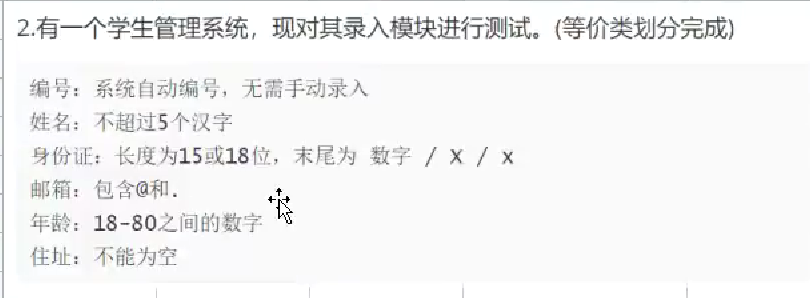 2.有一个学生管理系统，现对其录入模块进行测试。(等价类划分完成)
编号：系统自动编号，无需手动录入
姓名：不超过5个汉字
身份证：长度为15或18位，末尾为 数字 / X / x
邮箱：包含@和.
年龄：18-80之间的数字
住址：不能为空